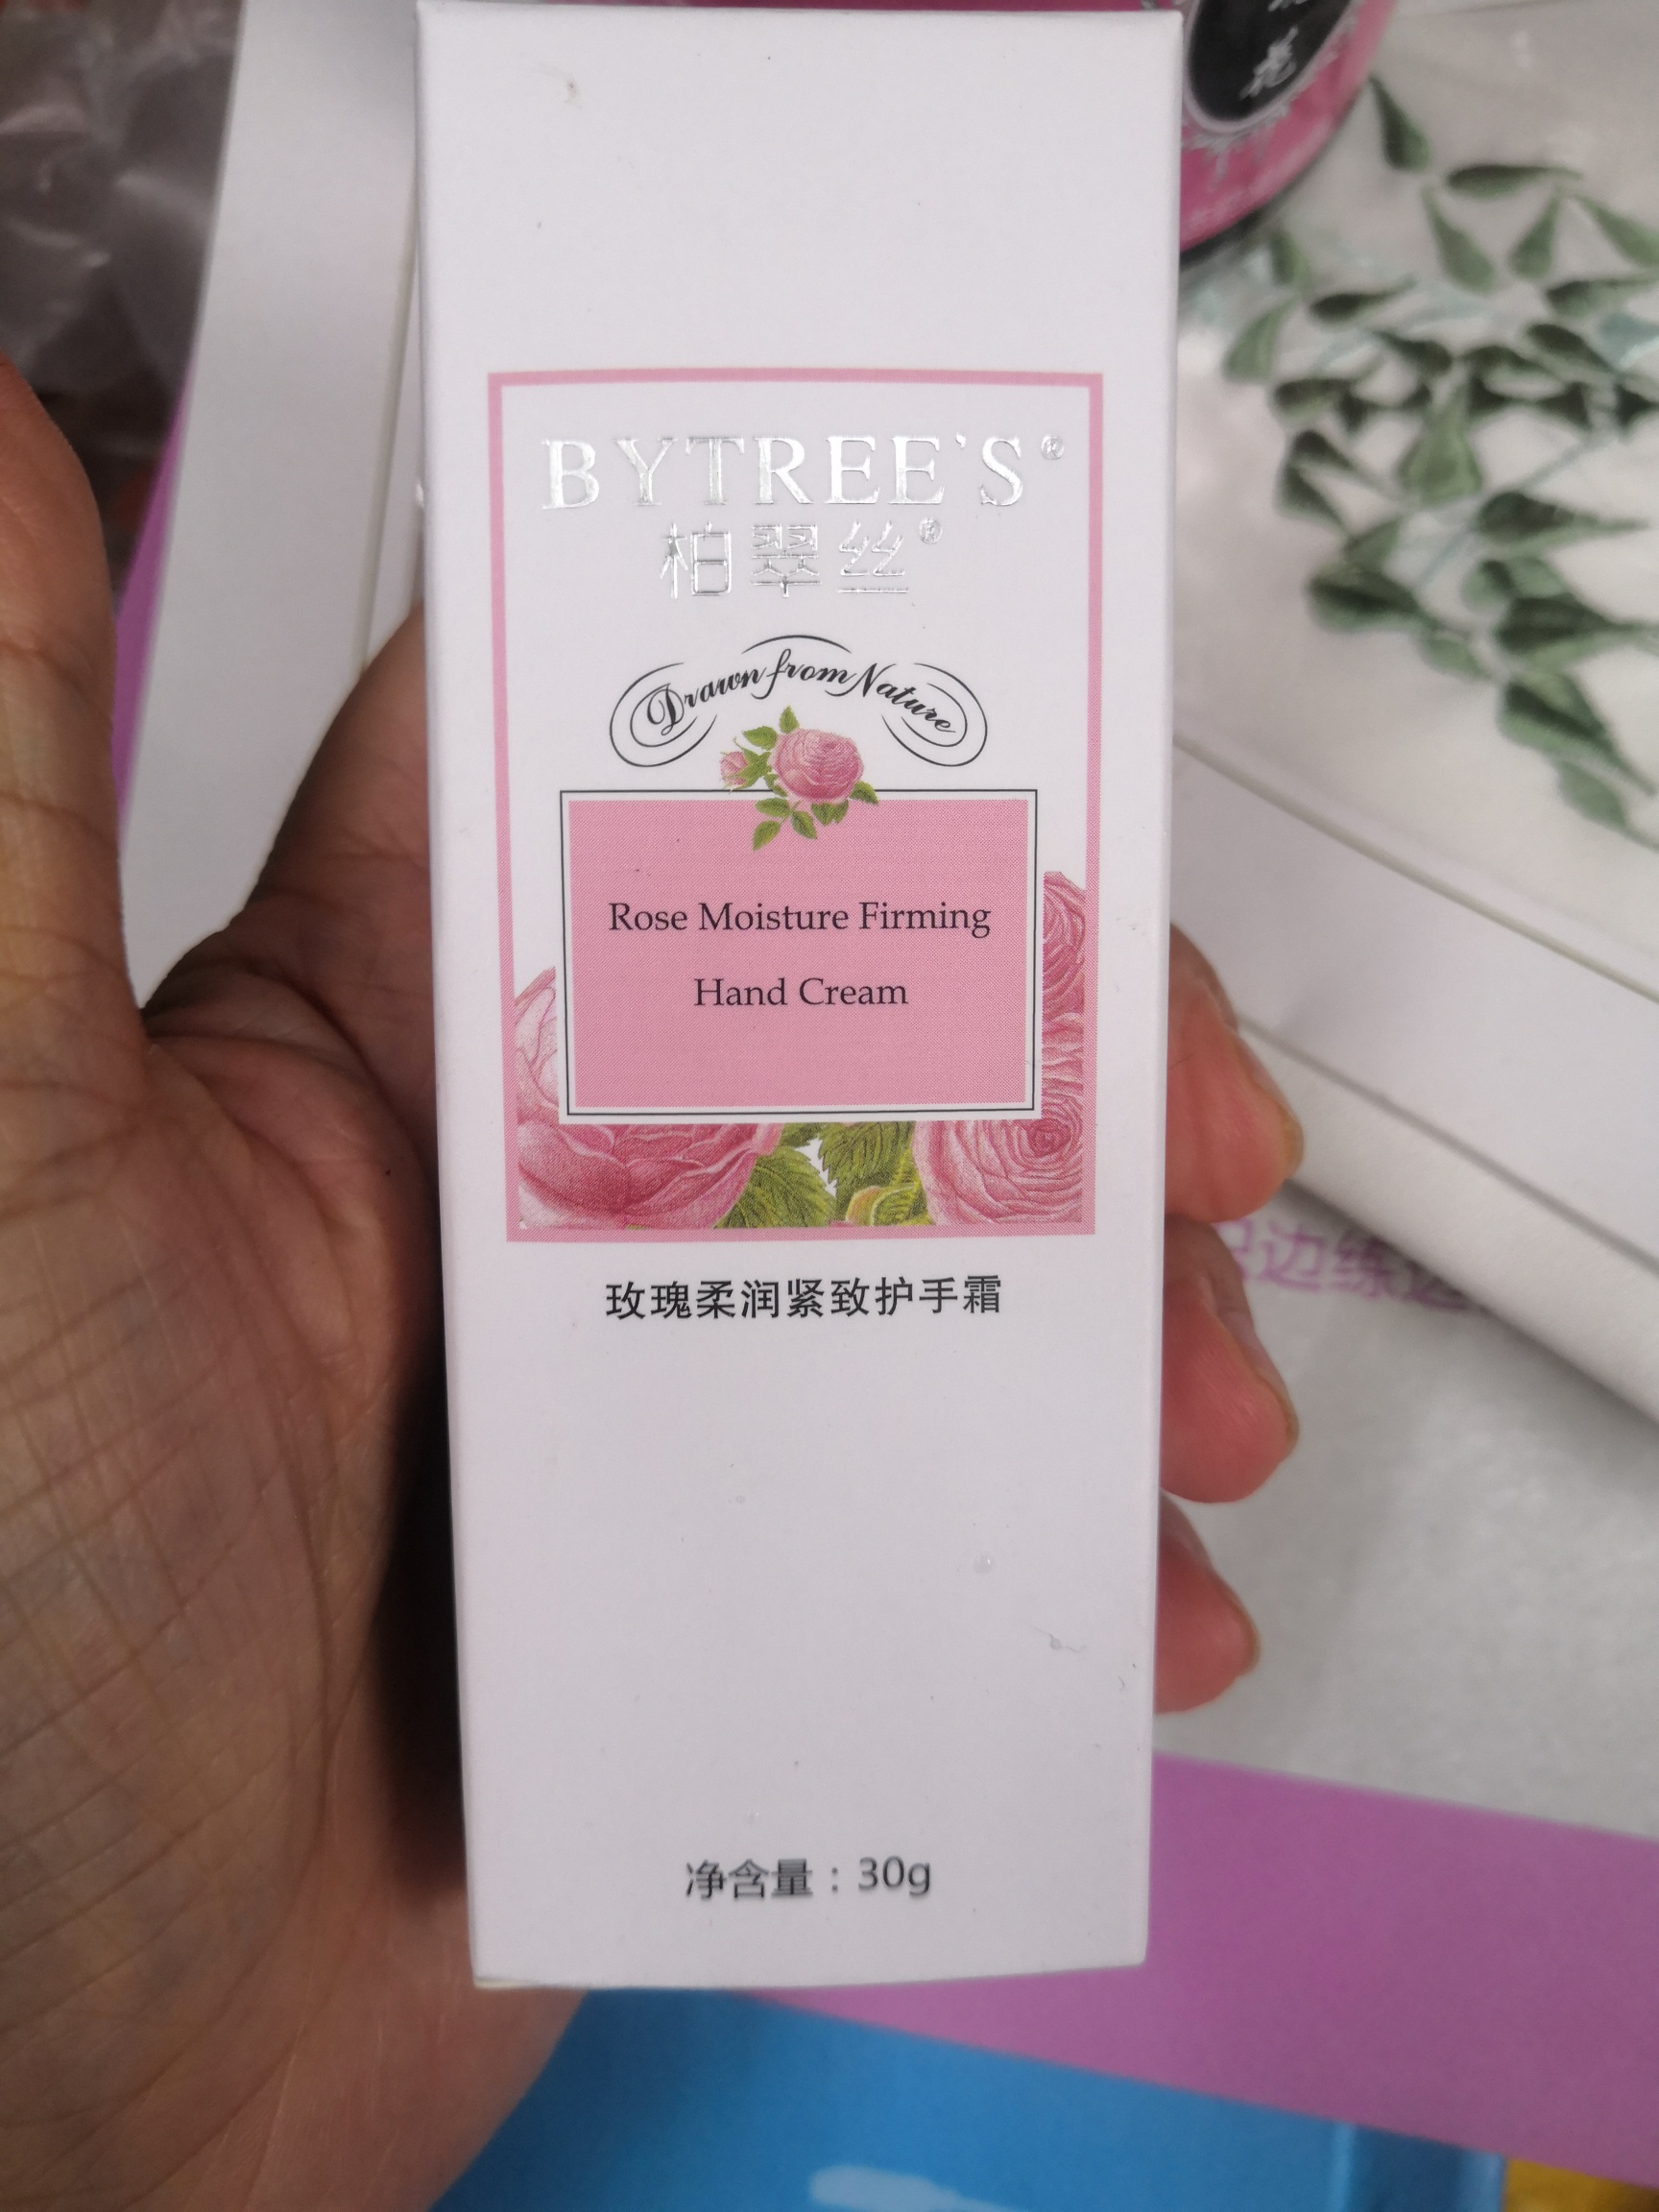 BYTREE'S®
柏翠丝®
Drawn from Nature
Rose Moisture Firming
Hand Cream
玫瑰柔润紧致护手霜
净含量：30g